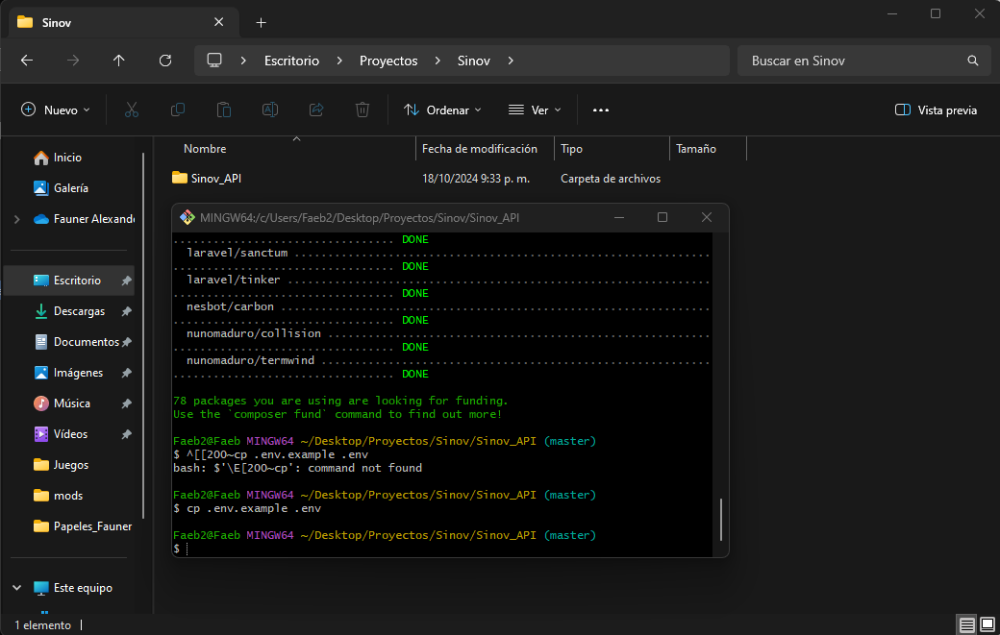 Sinov
Escritorio > Proyectos > Sinov >
Buscar en Sinov
Nuevo
Ordenar
Ver
Vista previa
Nombre
Fecha de modificación
Tipo
Tamaño
Sinov_API
18/10/2024 9:33 p. m.
Carpeta de archivos
Inicio
Galería
Fauner Alexand
Escritorio
Descargas
Documentos
Imágenes
Música
Vídeos
Juegos
mods
Papeles_Fauner
Este equipo
1 elemento
MINGW64:/c/Users/Faeb2/Desktop/Proyectos/Sinov/Sinov_API
................................. DONE
laravel/sanctum ..............................................................
................................. DONE
laravel/tinker ...............................................................
................................. DONE
nesbot/carbon ................................................................
................................. DONE
nunomaduro/collision .........................................................
................................. DONE
nunomaduro/termwind ..........................................................
................................. DONE
78 packages you are using are looking for funding.
Use the `composer fund` command to find out more!
Faeb2@Faeb MINGW64 ~/Desktop/Proyectos/Sinov/Sinov_API (master)
$ ^[[200~cp .env.example .env
bash: $'\E[200~cp': command not found
Faeb2@Faeb MINGW64 ~/Desktop/Proyectos/Sinov/Sinov_API (master)
$ cp .env.example .env
Faeb2@Faeb MINGW64 ~/Desktop/Proyectos/Sinov/Sinov_API (master)
$